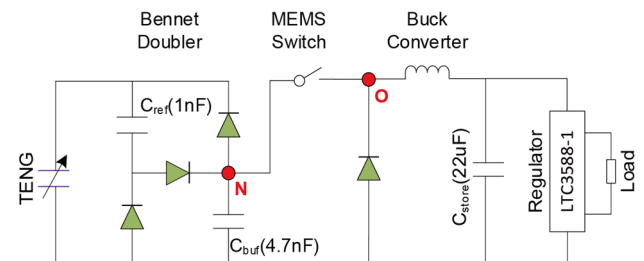 Bennet
Doubler
MEMS
Switch
Buck
Converter
O
C_ref(1nF)
N
C_buf(4.7nF)
TENG
C_store(22uF)
Regulator
LTC3588-1
Load